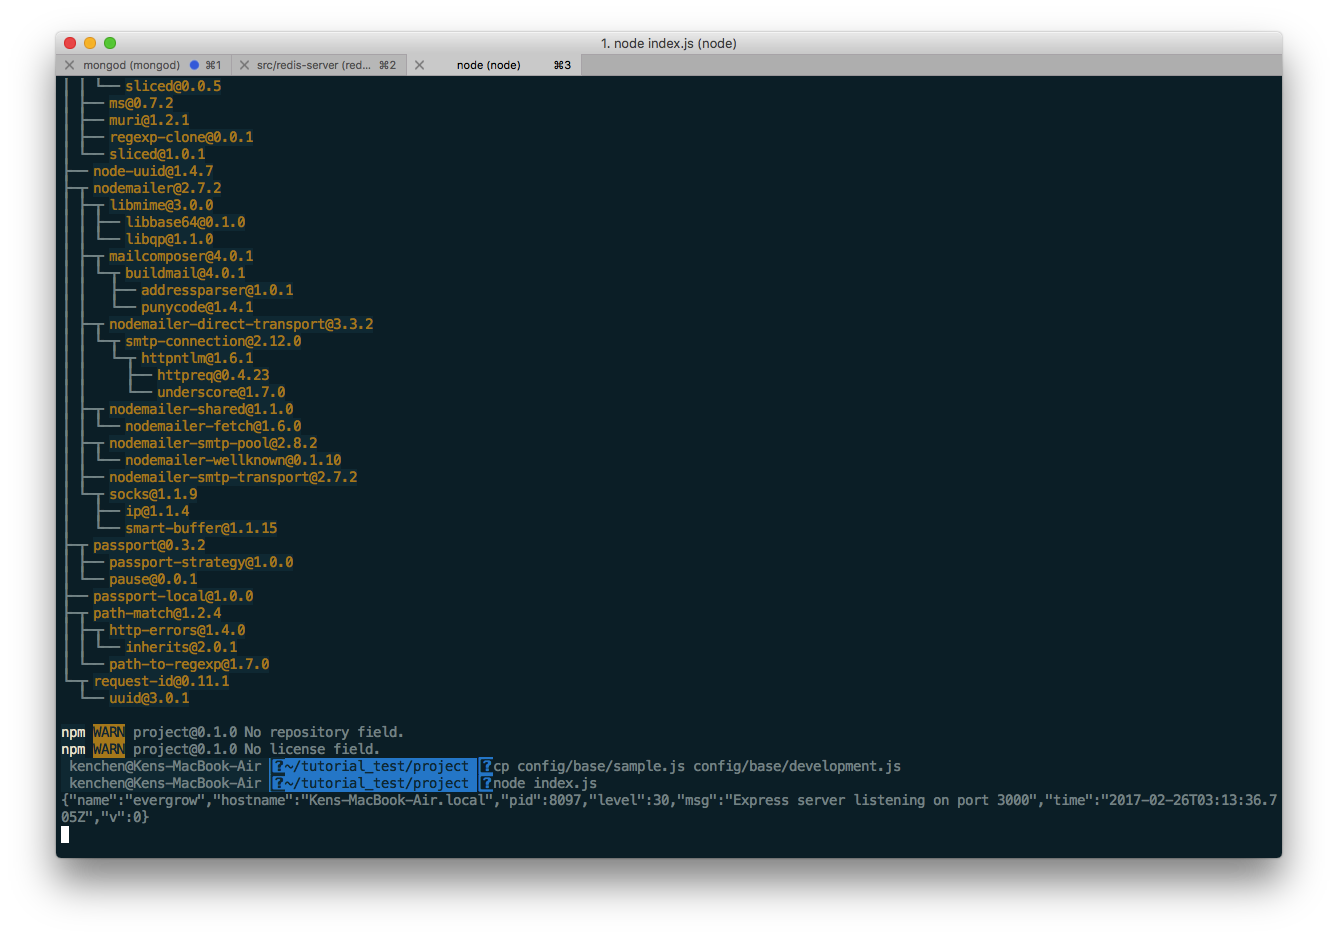 1. node index.js (node)
mongod (mongod) ⌘1 src/redis-server (red... ⌘2 node (node) ⌘3
│ │ └── sliced@0.0.5
│ ├── ms@0.7.2
│ ├── muri@1.2.1
│ ├── regexp-clone@0.0.1
│ └── sliced@1.0.1
├── node-uuid@1.4.7
├─┬ nodemailer@2.7.2
│ ├─┬ libmime@3.0.0
│ │ ├── libbase64@0.1.0
│ │ └── libqp@1.1.0
│ ├─┬ mailcomposer@4.0.1
│ │ └─┬ buildmail@4.0.1
│ │   ├── addressparser@1.0.1
│ │   └── punycode@1.4.1
│ ├─┬ nodemailer-direct-transport@3.3.2
│ │ └─┬ smtp-connection@2.12.0
│ │   └─┬ httpntlm@1.6.1
│ │     ├── httpreq@0.4.23
│ │     └── underscore@1.7.0
│ ├─┬ nodemailer-shared@1.1.0
│ │ └── nodemailer-fetch@1.6.0
│ ├─┬ nodemailer-smtp-pool@2.8.2
│ │ └── nodemailer-wellknown@0.1.10
│ ├── nodemailer-smtp-transport@2.7.2
│ └─┬ socks@1.1.9
│   ├── ip@1.1.4
│   └── smart-buffer@1.1.15
├─┬ passport@0.3.2
│ ├── passport-strategy@1.0.0
│ └── pause@0.0.1
├── passport-local@1.0.0
├─┬ path-match@1.2.4
│ ├─┬ http-errors@1.4.0
│ │ └── inherits@2.0.1
│ └── path-to-regexp@1.7.0
└─┬ request-id@0.11.1
  └── uuid@3.0.1
npm WARN project@0.1.0 No repository field.
npm WARN project@0.1.0 No license field.
kenchen@Kens-MacBook-Air ?~/tutorial_test/project ?cp config/base/sample.js config/base/development.js
kenchen@Kens-MacBook-Air ?~/tutorial_test/project ?node index.js
{"name":"evergrow","hostname":"Kens-MacBook-Air.local","pid":8097,"level":30,"msg":"Express server listening on port 3000","time":"2017-02-26T03:13:36.7
05Z","v":0}